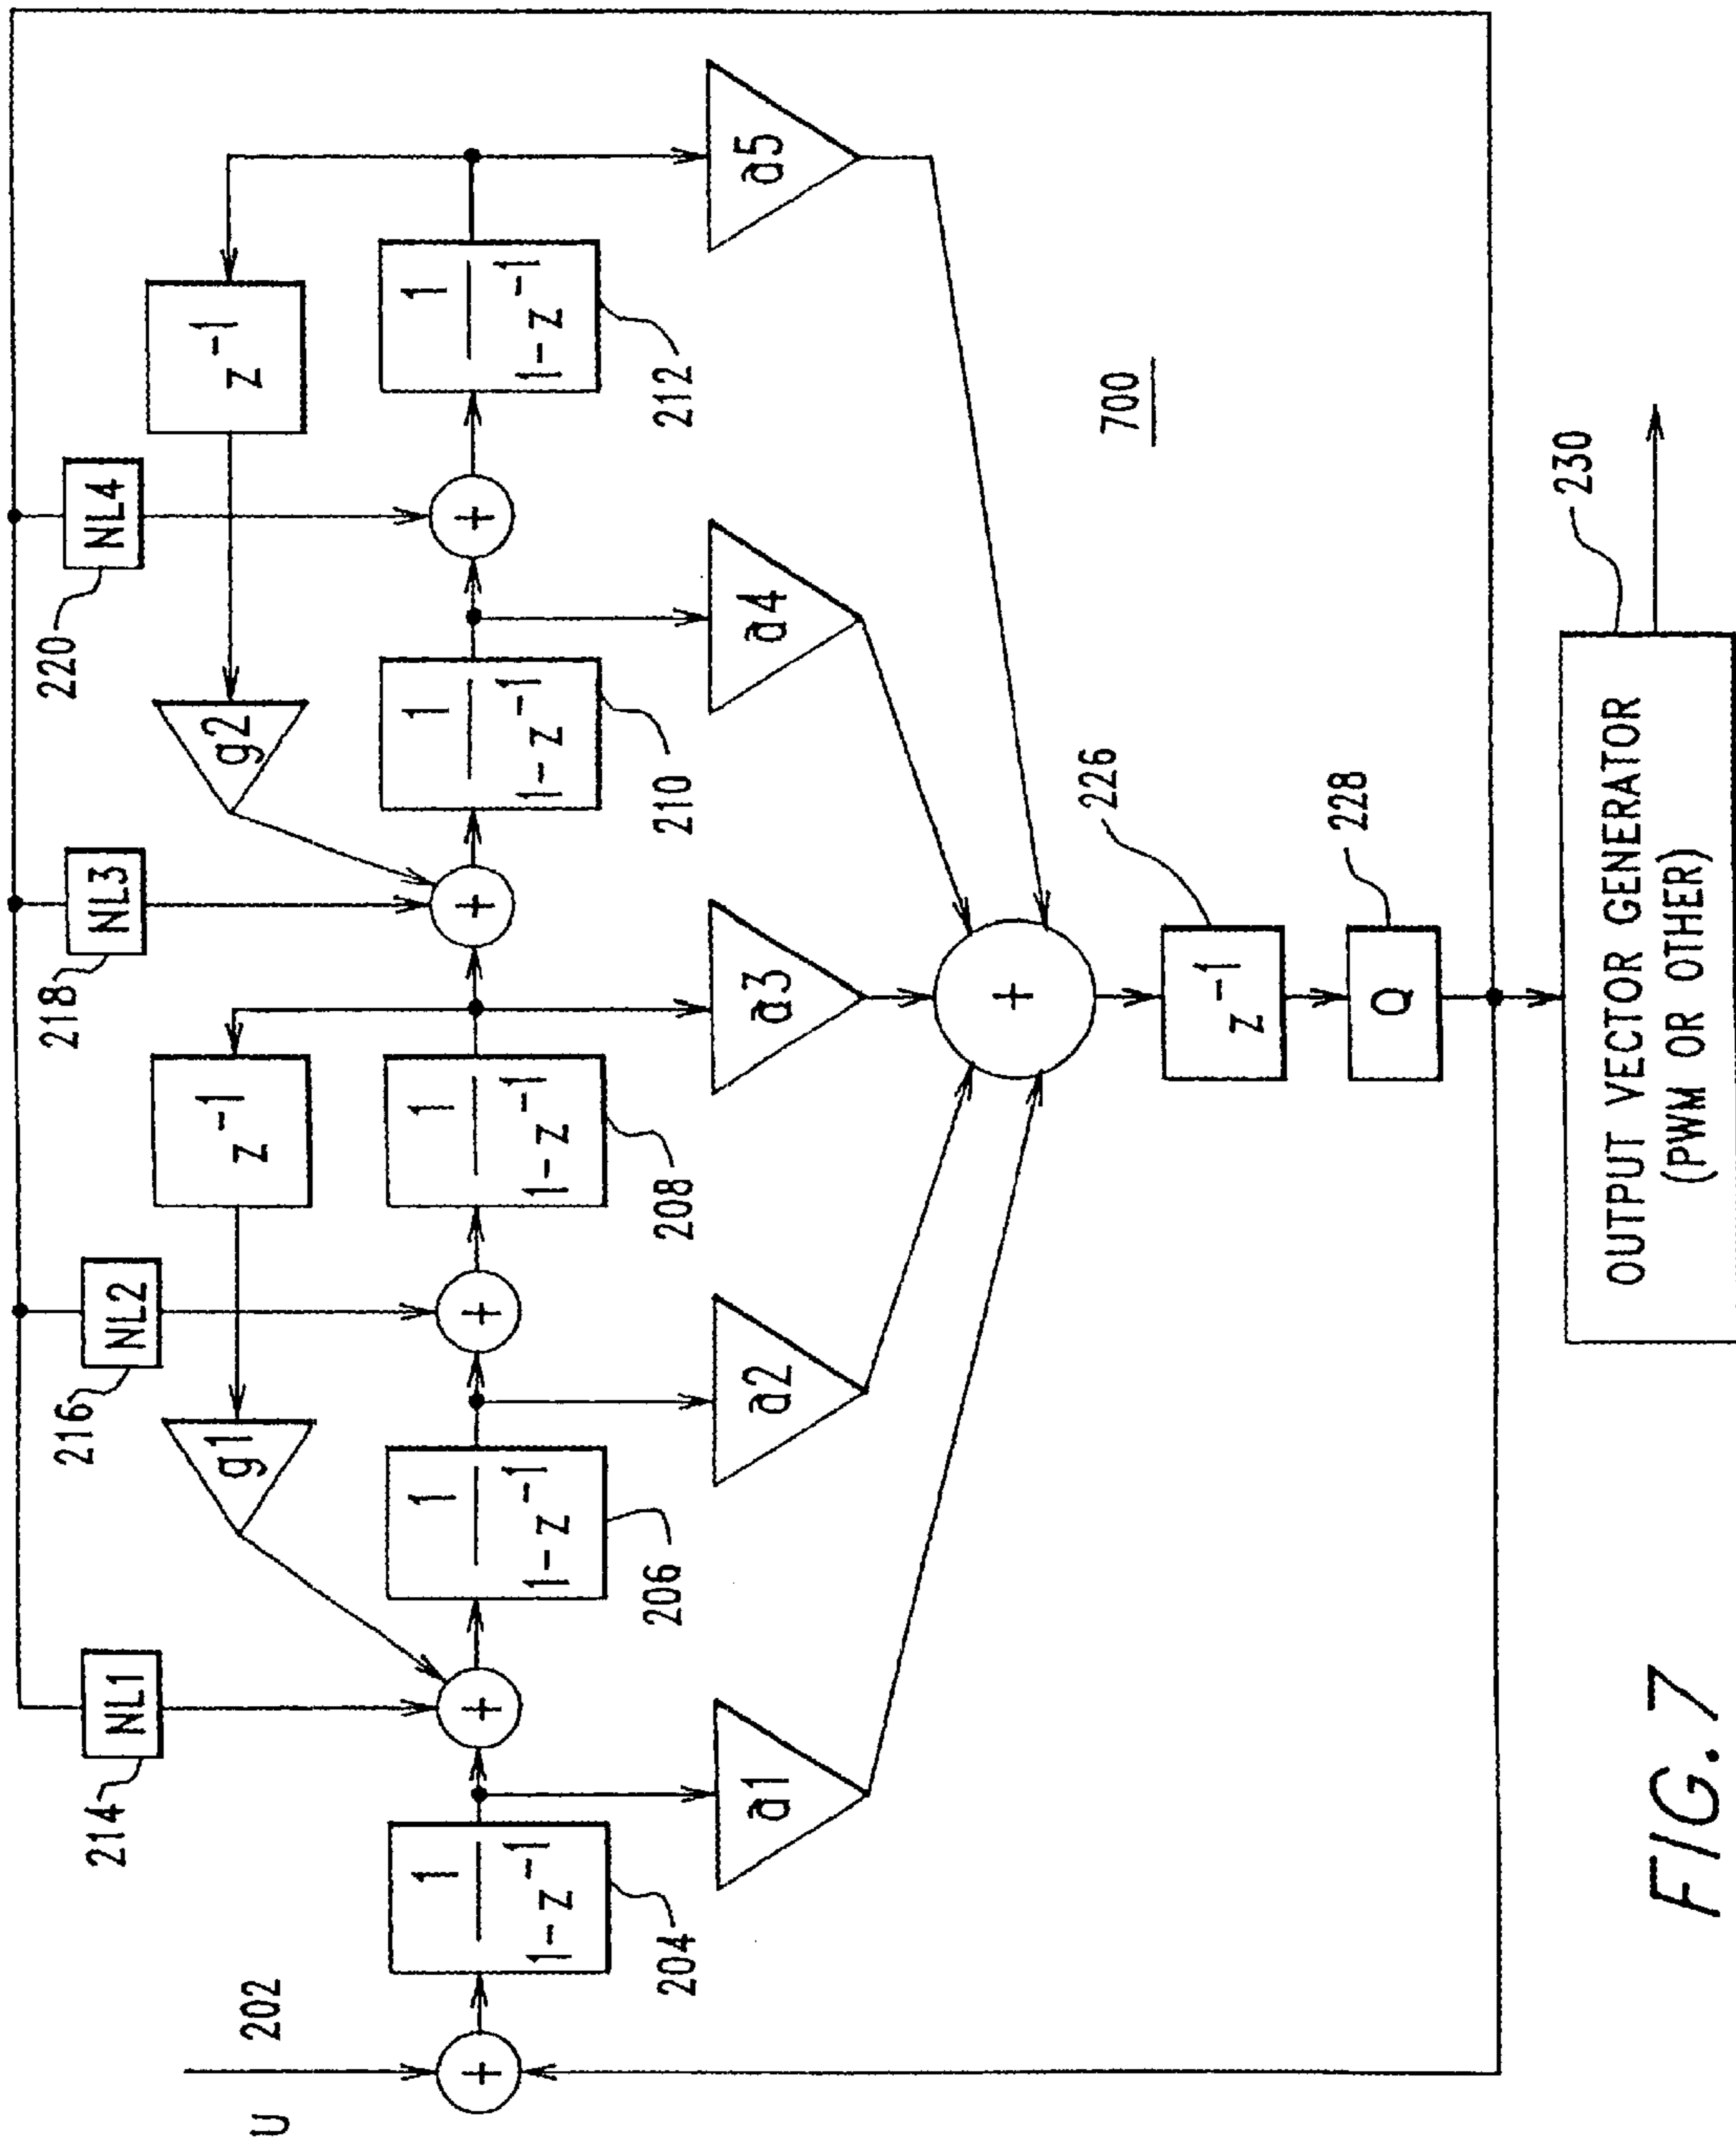 214
NL1
216
NL2
218
NL3
220
NL4
g1
z⁻¹
g2
z⁻¹
U
202
+
1
1-z⁻¹
204
+
1
1-z⁻¹
206
+
1
1-z⁻¹
208
+
1
1-z⁻¹
210
+
1
1-z⁻¹
212
a1
a2
a3
a4
a5
+
700
z⁻¹
226
Q
228
OUTPUT VECTOR GENERATOR
(PWM OR OTHER)
230
FIG. 7